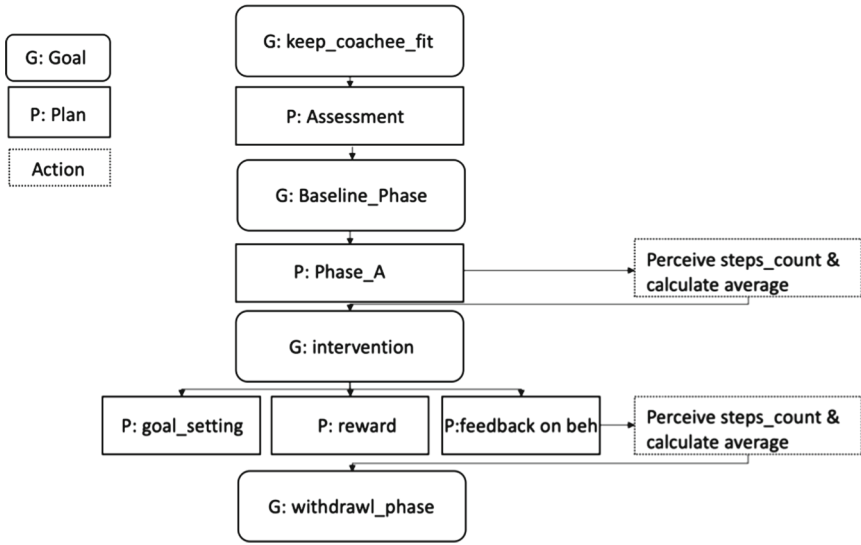 G: keep_coachee_fit
G: Goal
P: Plan
P: Assessment
Action
G: Baseline_Phase
P: Phase_A
Perceive steps_count &
calculate average
G: intervention
P: goal_setting
P: reward
P:feedback on beh
Perceive steps_count &
calculate average
G: withdrawl_phase